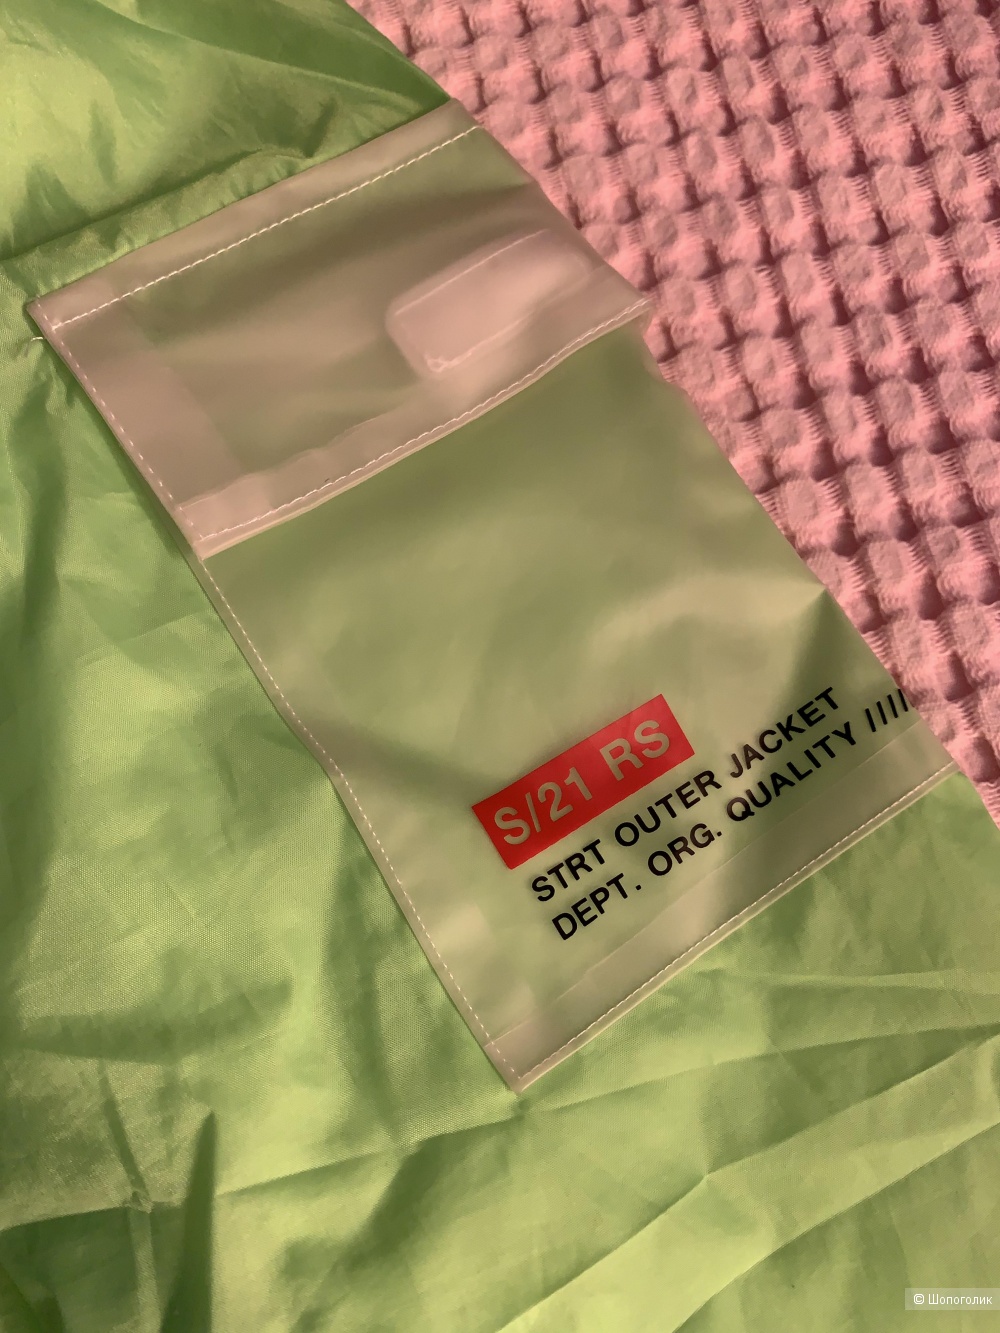 S/21 RS
STRT OUTER JACKET
DEPT. ORG. QUALITY ////
© Шопоголик